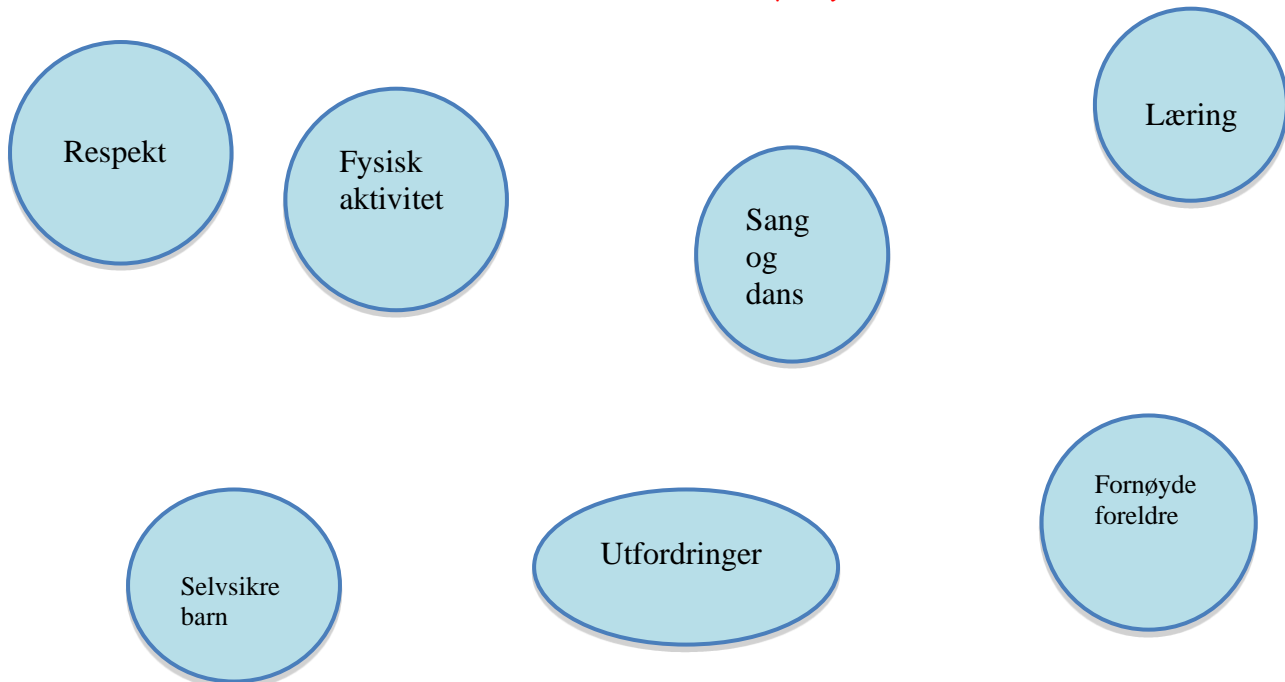 Respekt
Fysisk
aktivitet
Sang
og
dans
Læring
Selvsikre
barn
Utfordringer
Fornøyde
foreldre